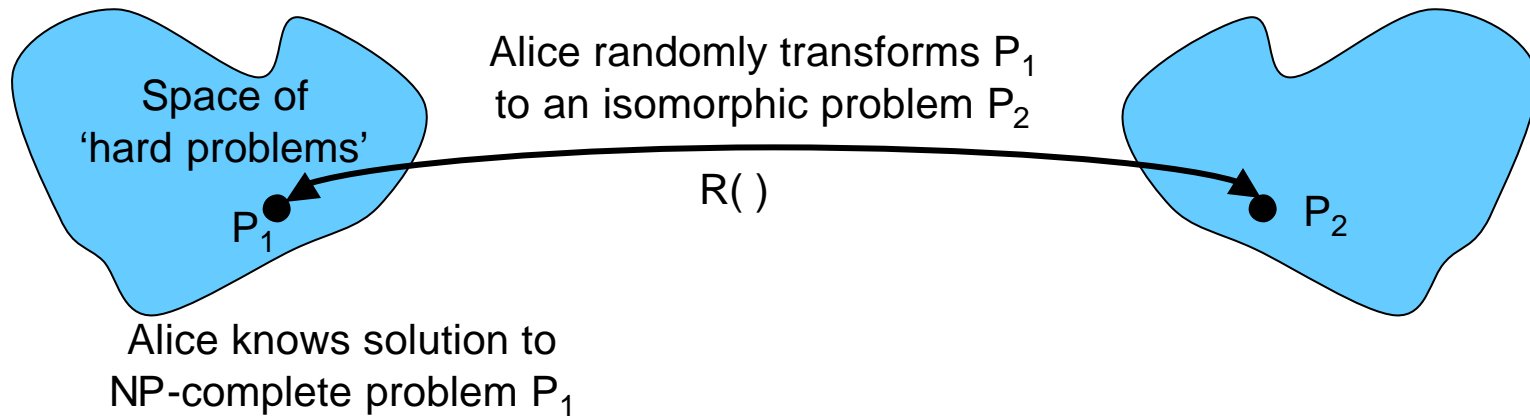 Alice randomly transforms P₁
to an isomorphic problem P₂
Space of
‘hard problems’
R( )
P₁
P₂
Alice knows solution to
NP-complete problem P₁